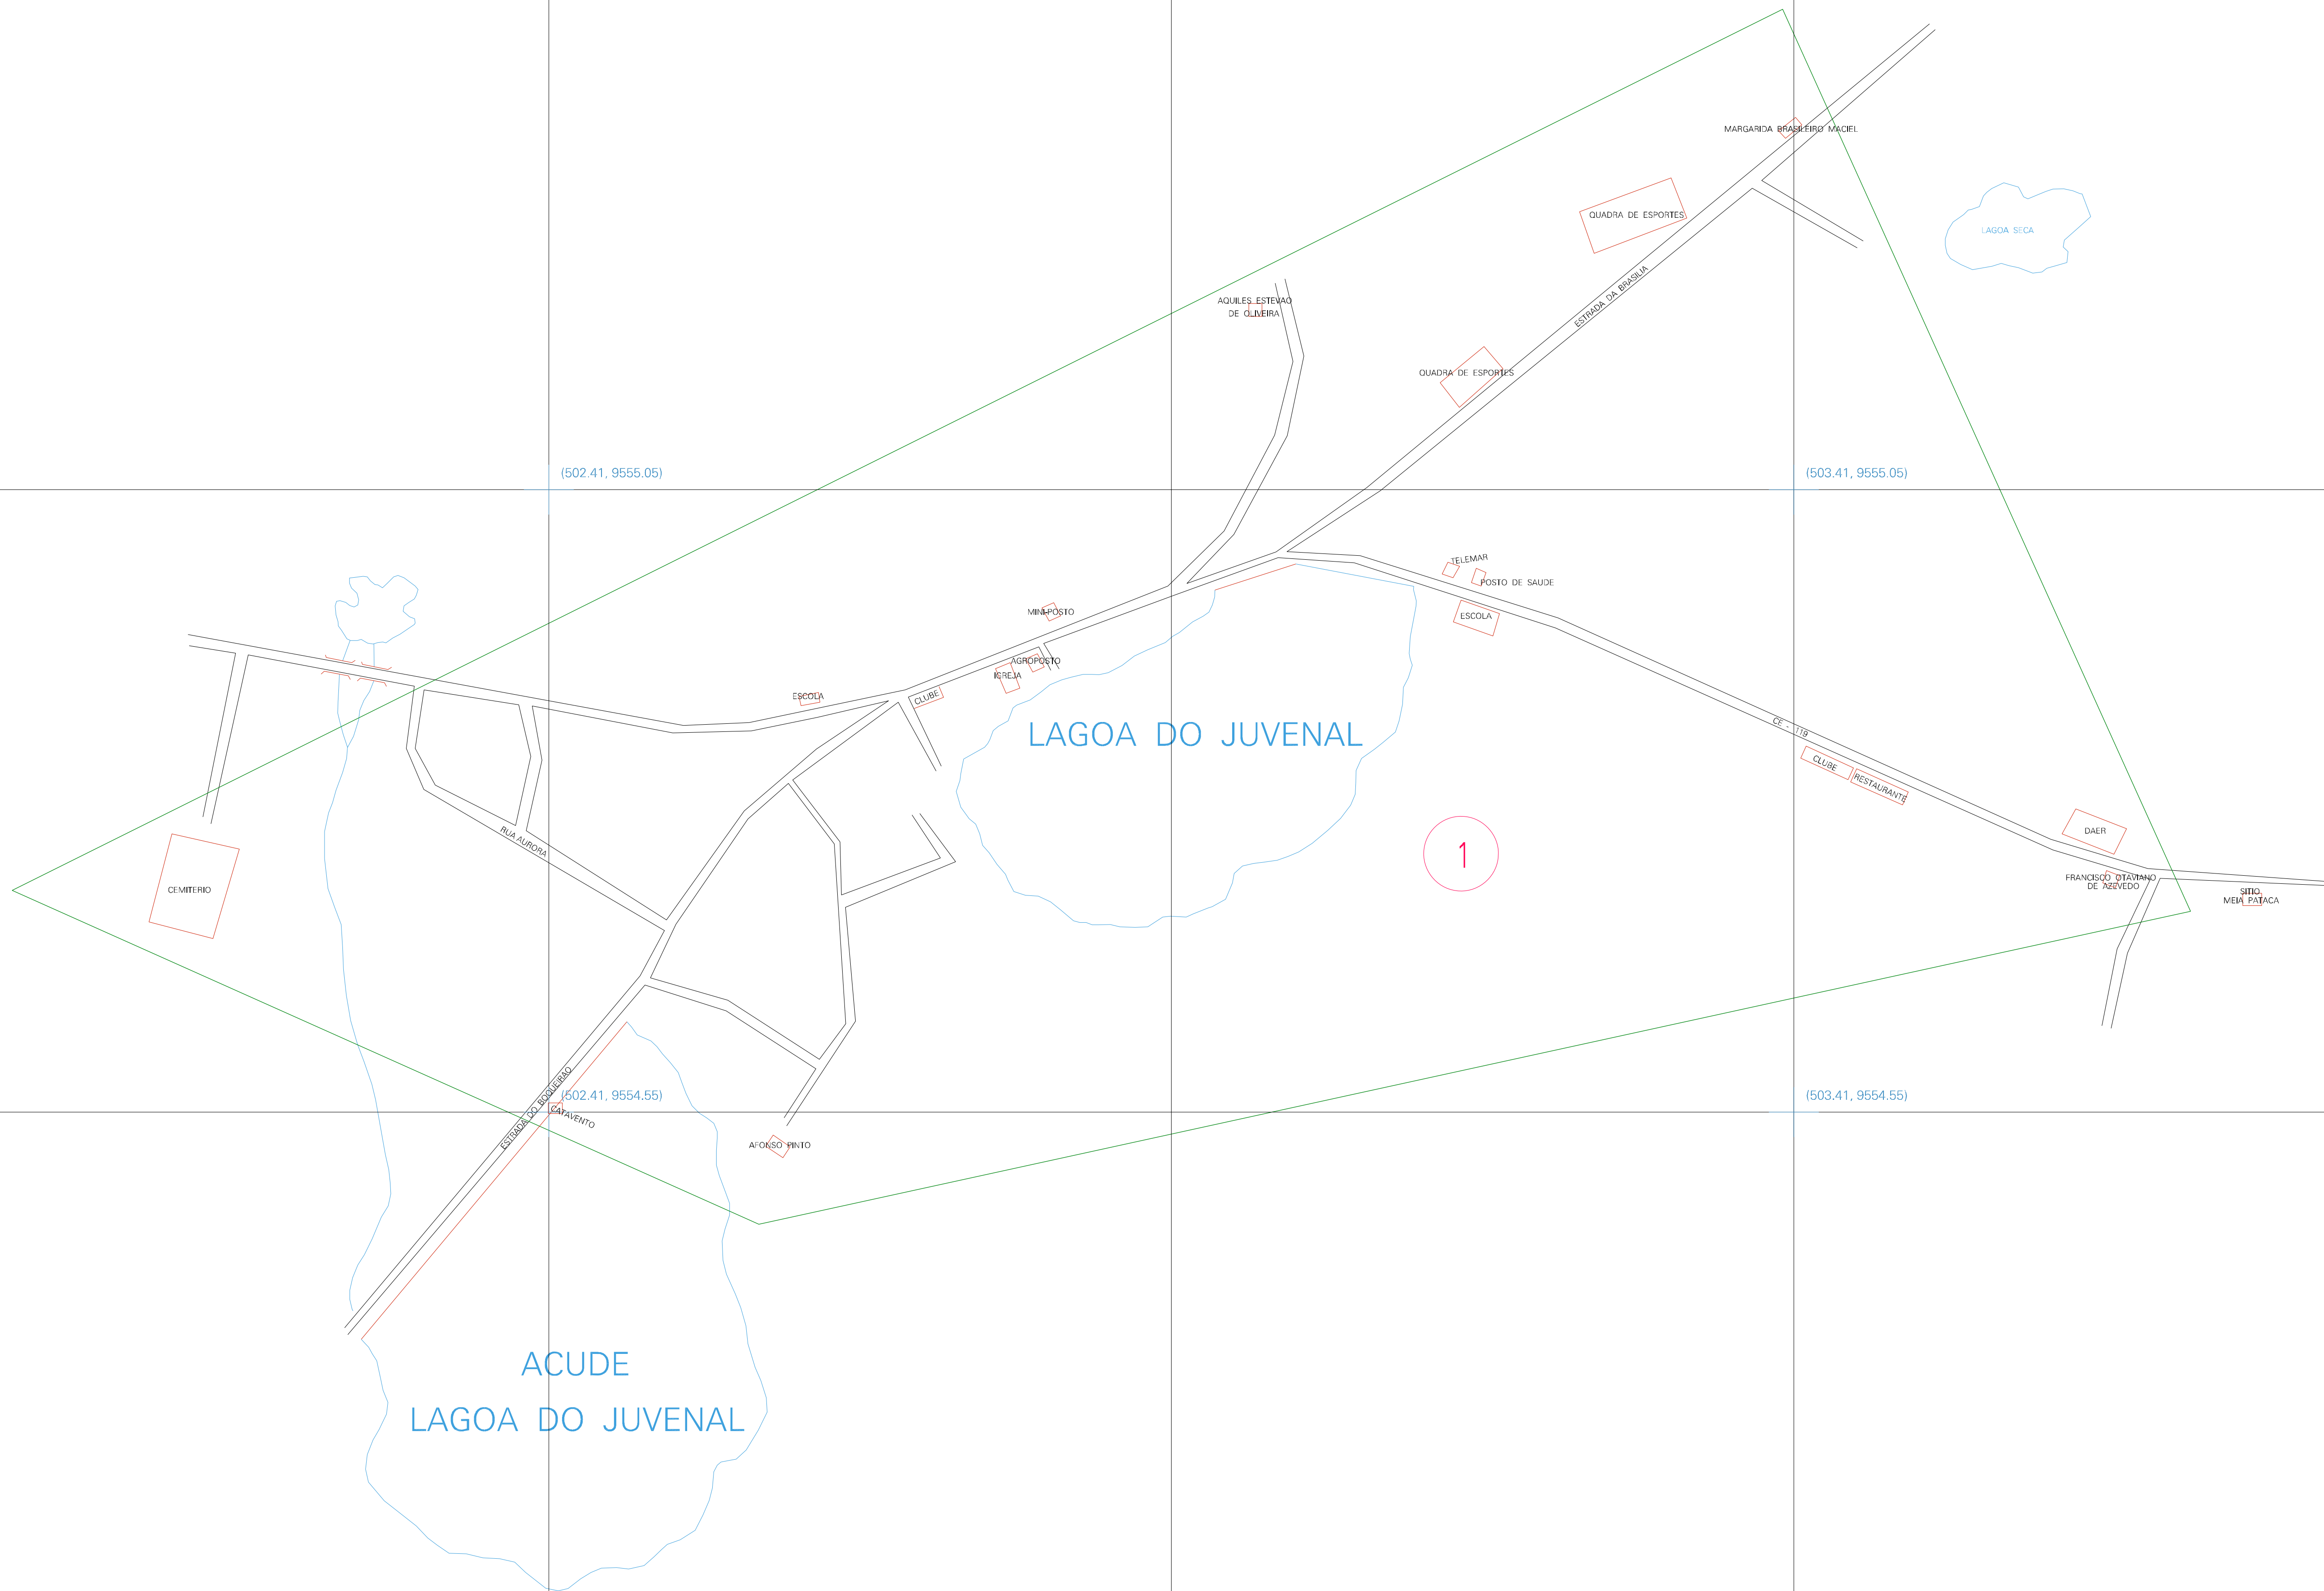 MARGARIDA BRASILEIRO MACIEL
QUADRA DE ESPORTES
LAGOA SECA
ESTRADA DA BRASILIA
AQUILES ESTEVAO
DE OLIVEIRA
QUADRA DE ESPORTES
(502.41, 9555.05)
(503.41, 9555.05)
TELEMAR
POSTO DE SAUDE
MINI-POSTO
ESCOLA
AGROPOSTO
IGREJA
ESCOLA
CLUBE
LAGOA DO JUVENAL
CE - 119
CLUBE
RESTAURANTE
RUA AURORA
DAER
1
CEMITERIO
FRANCISCO OTAVIANO
DE AZEVEDO
SITIO
MEIA PATACA
ESTRADA DO BOQUEIRAO
(502.41, 9554.55)
(503.41, 9554.55)
CATAVENTO
AFONSO PINTO
ACUDE
LAGOA DO JUVENAL